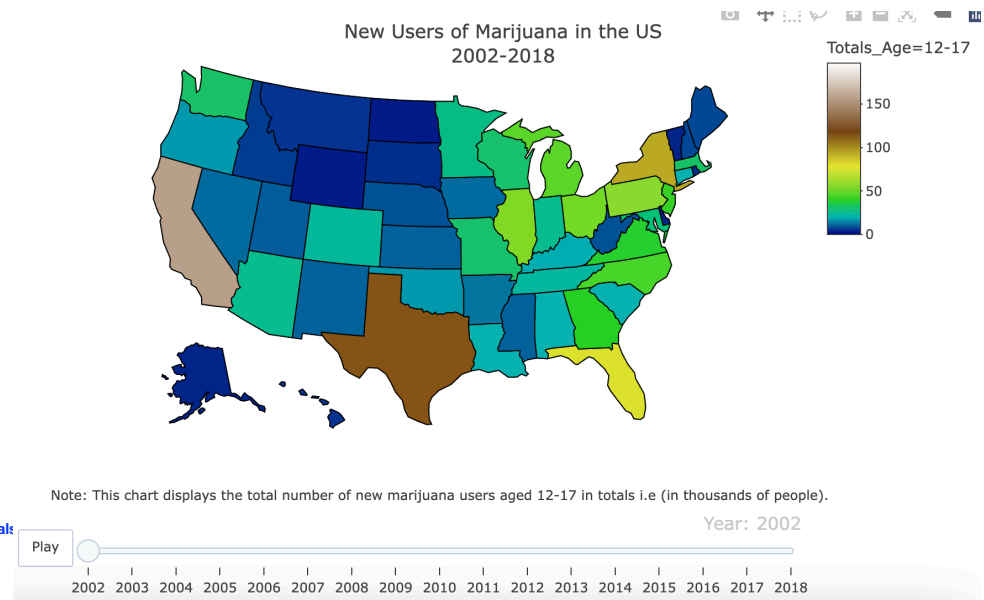 New Users of Marijuana in the US
2002-2018
Totals_Age=12-17
150
100
50
0
Note: This chart displays the total number of new marijuana users aged 12-17 in totals i.e (in thousands of people).
als
Year: 2002
Play
2002 2003 2004 2005 2006 2007 2008 2009 2010 2011 2012 2013 2014 2015 2016 2017 2018